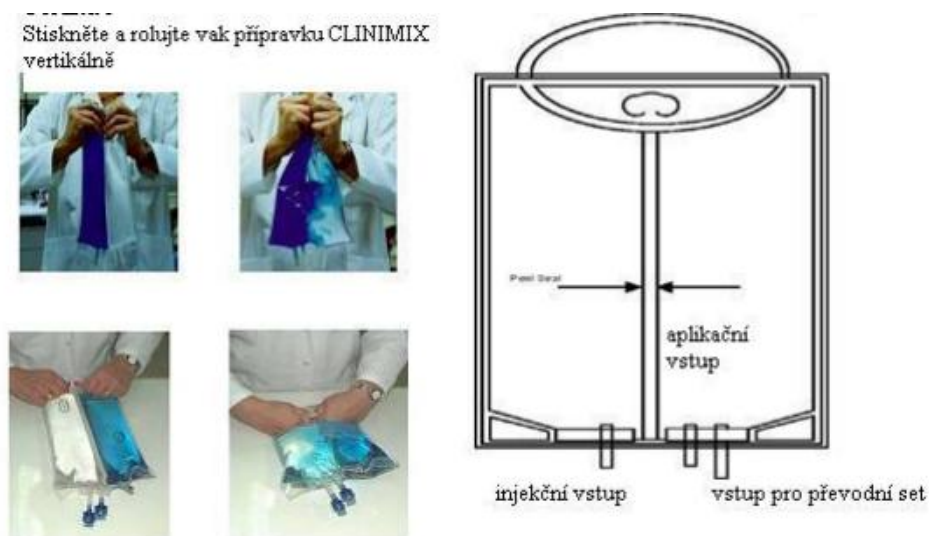 Stiskněte a rolujte vak přípravku CLINIMIX
vertikálně
Peel Seal
aplikační
vstup
injekční vstup
vstup pro převodní set